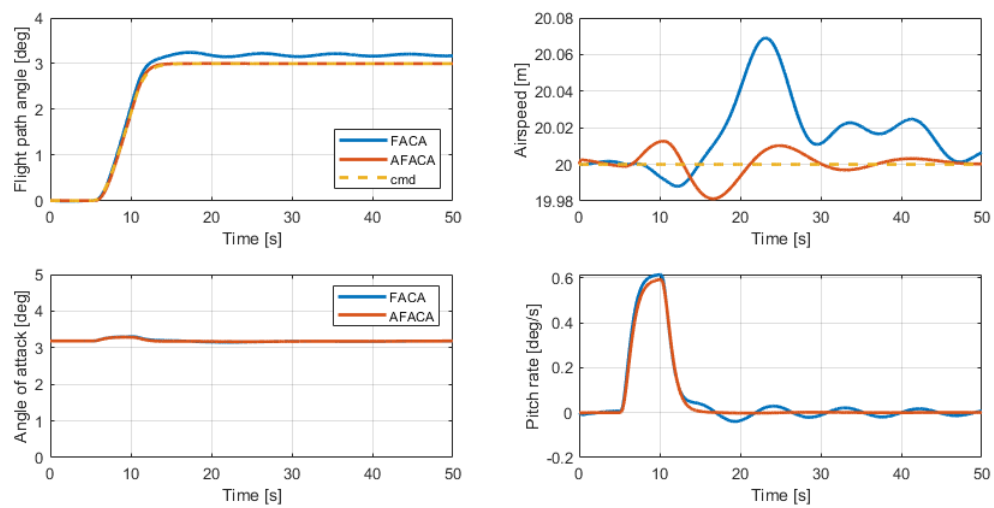 Flight path angle [deg]
4
3
2
1
0
FACA
AFACA
cmd
0 10 20 30 40 50
Time [s]
Airspeed [m]
20.08
20.06
20.04
20.02
20
19.98
0 10 20 30 40 50
Time [s]
Angle of attack [deg]
5
4
3
2
1
0
FACA
AFACA
0 10 20 30 40 50
Time [s]
Pitch rate [deg/s]
0.6
0.4
0.2
0
-0.2
0 10 20 30 40 50
Time [s]